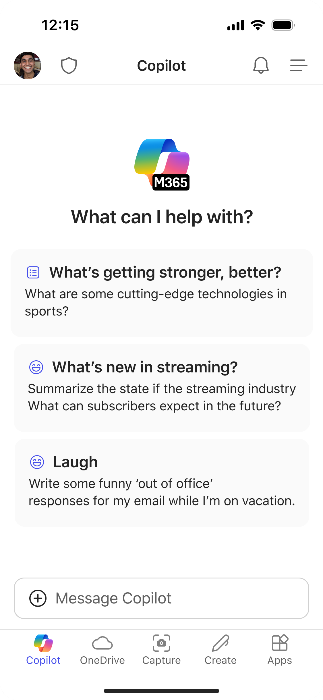 12:15
Copilot
M365
What can I help with?
What's getting stronger, better?
What are some cutting-edge technologies in
sports?
What's new in streaming?
Summarize the state if the streaming industry
What can subscribers expect in the future?
Laugh
Write some funny ‘out of office’
responses for my email while I'm on vacation.
Message Copilot
Copilot
OneDrive
Capture
Create
Apps